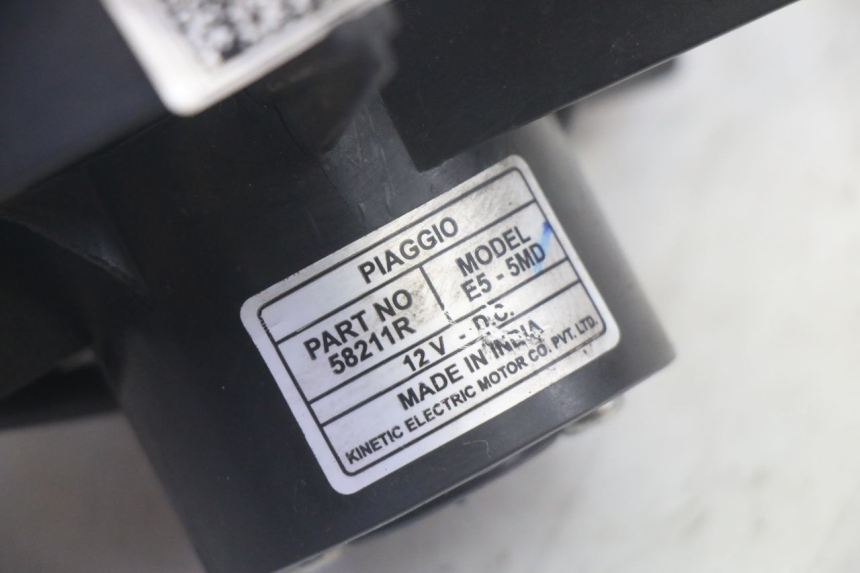 PIAGGIO
PART NO
58211R
MODEL
E5 - 5MD
12 V - D.C.
MADE IN INDIA
KINETIC ELECTRIC MOTOR CO. PVT. LTD.